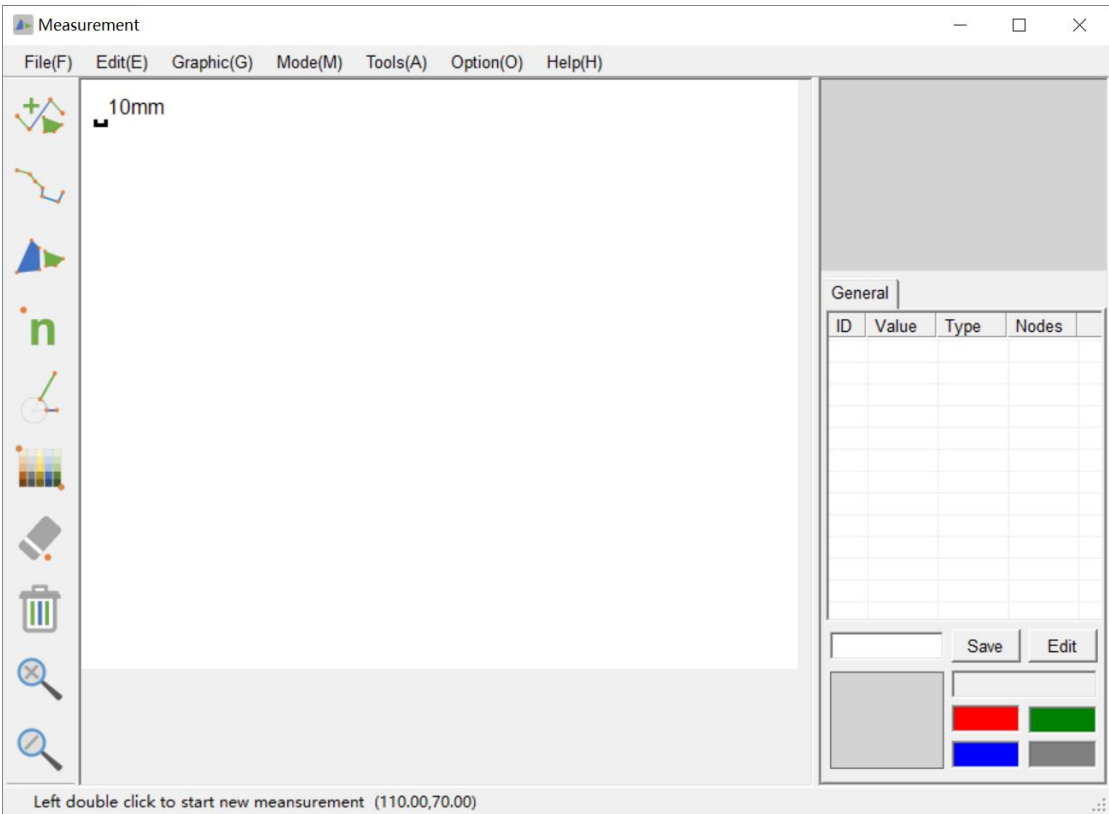 Measurement
File(F) Edit(E) Graphic(G) Mode(M) Tools(A) Option(O) Help(H)
10mm
n
General
ID Value Type Nodes
Save Edit
Left double click to start new meansurement (110.00,70.00)